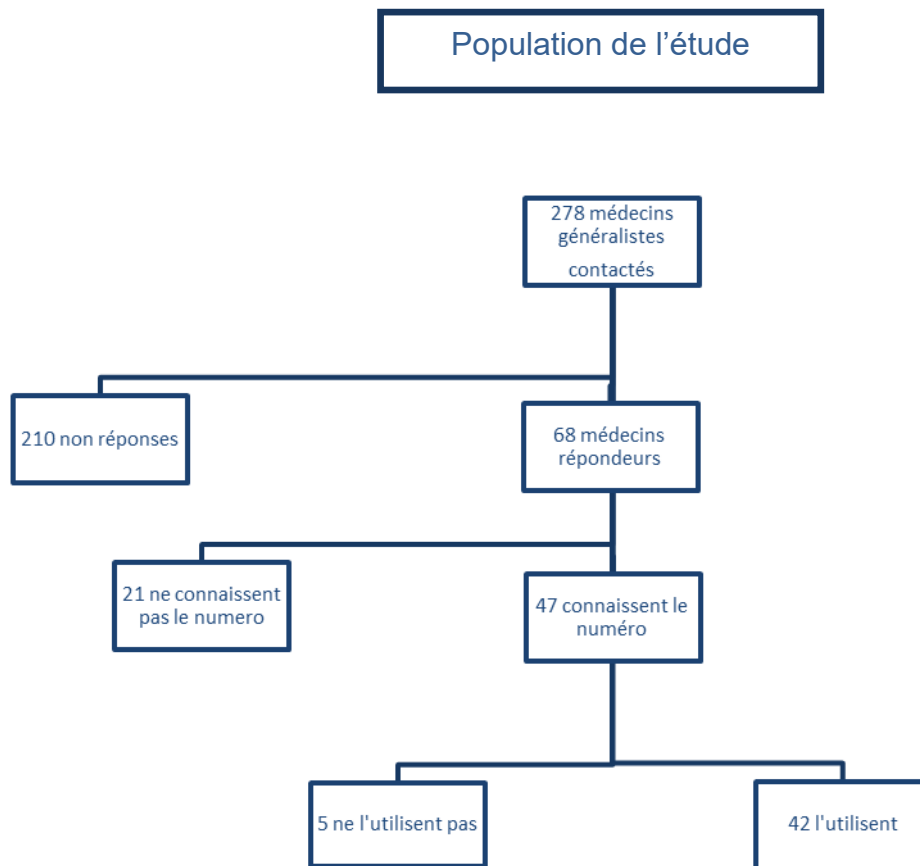 Population de l'étude
278 médecins
généralistes
contactés
210 non réponses
68 médecins
répondeurs
21 ne connaissent
pas le numero
47 connaissent le
numéro
5 ne l'utilisent pas
42 l'utilisent